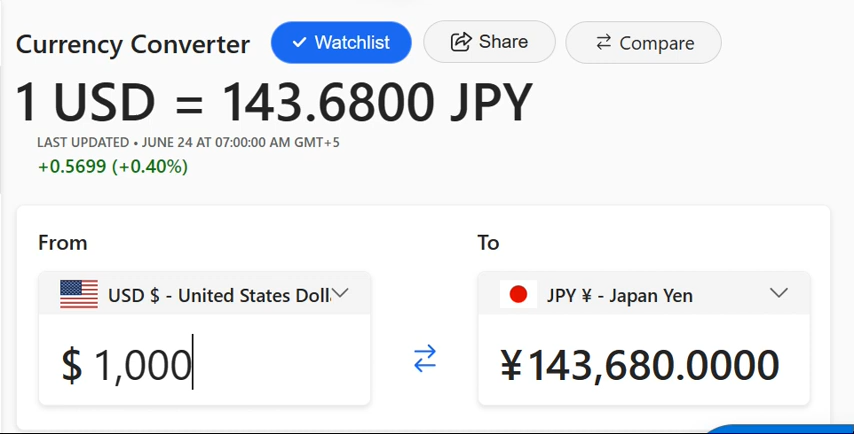 Currency Converter
Watchlist
Share
Compare
1 USD = 143.6800 JPY
LAST UPDATED • JUNE 24 AT 07:00:00 AM GMT+5
+0.5699 (+0.40%)
From
To
USD $ - United States Doll
JPY ¥ - Japan Yen
$ 1,000
¥143,680.0000